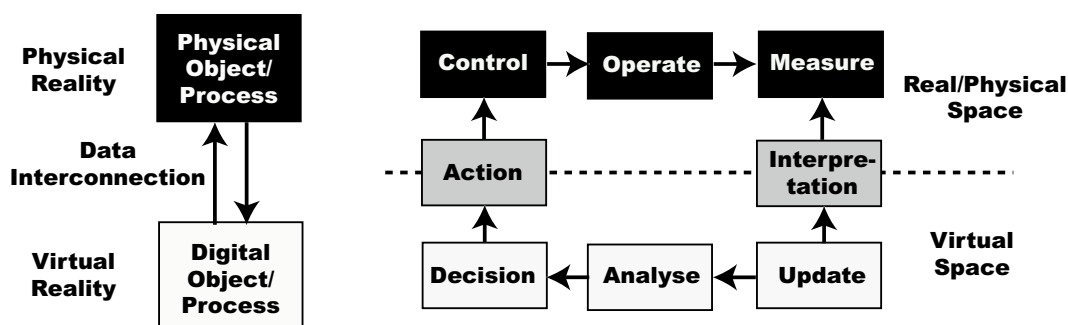 Physical
Reality
Physical
Object/
Process
Data
Interconnection
Virtual
Reality
Digital
Object/
Process
Control
Operate
Measure
Real/Physical
Space
Action
Interpre-
tation
Decision
Analyse
Update
Virtual
Space